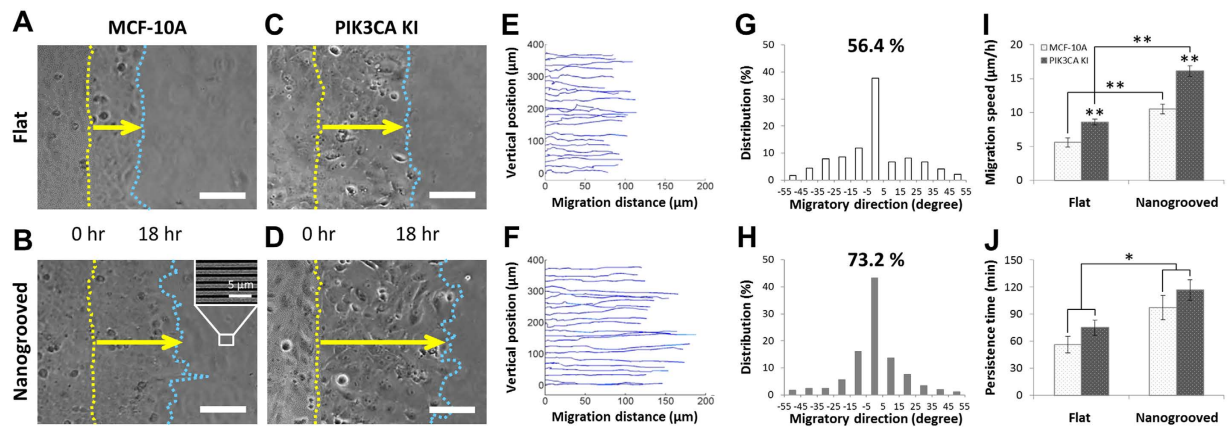 A
MCF-10A
C
PIK3CA KI
Flat
B
0 hr
18 hr
D
0 hr
18 hr
Nanogrooved
5 μm
E
Vertical position (μm)
400
300
200
100
0
0
50
100
150
200
Migration distance (μm)
F
Vertical position (μm)
400
300
200
100
0
0
50
100
150
200
Migration distance (μm)
G
56.4 %
Distribution (%)
50
40
30
20
10
0
-55 -45 -35 -25 -15 -5 5 15 25 35 45 55
Migratory direction (degree)
H
73.2 %
Distribution (%)
50
40
30
20
10
0
-55 -45 -35 -25 -15 -5 5 15 25 35 45 55
Migratory direction (degree)
I
Migration speed (μm/h)
20
15
10
5
0
MCF-10A
PIK3CA KI
**
**
**
**
Flat
Nanogrooved
J
Persistence time (min)
150
120
90
60
30
0
*
Flat
Nanogrooved